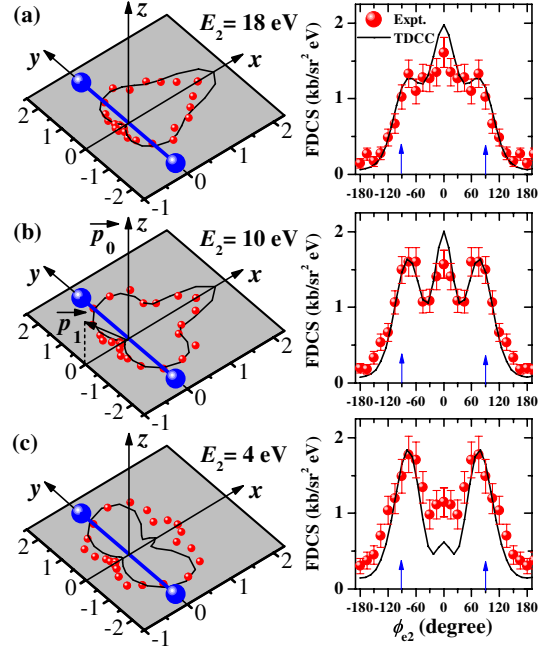 (a)
z
E₂ = 18 eV
y
x
2
1
0
-1
-2
-1
0
1
2
FDCS (kb/sr² eV)
2
1
0
Expt.
TDCC
-180 -120 -60 0 60 120 180
(b)
p₀
z
E₂ = 10 eV
y
x
p₁
2
1
0
-1
-2
-1
0
1
2
FDCS (kb/sr² eV)
2
1
0
-180 -120 -60 0 60 120 180
(c)
z
E₂ = 4 eV
y
x
2
1
0
-1
-2
-1
0
1
2
FDCS (kb/sr² eV)
2
1
0
-180 -120 -60 0 60 120 180
ϕe2 (degree)